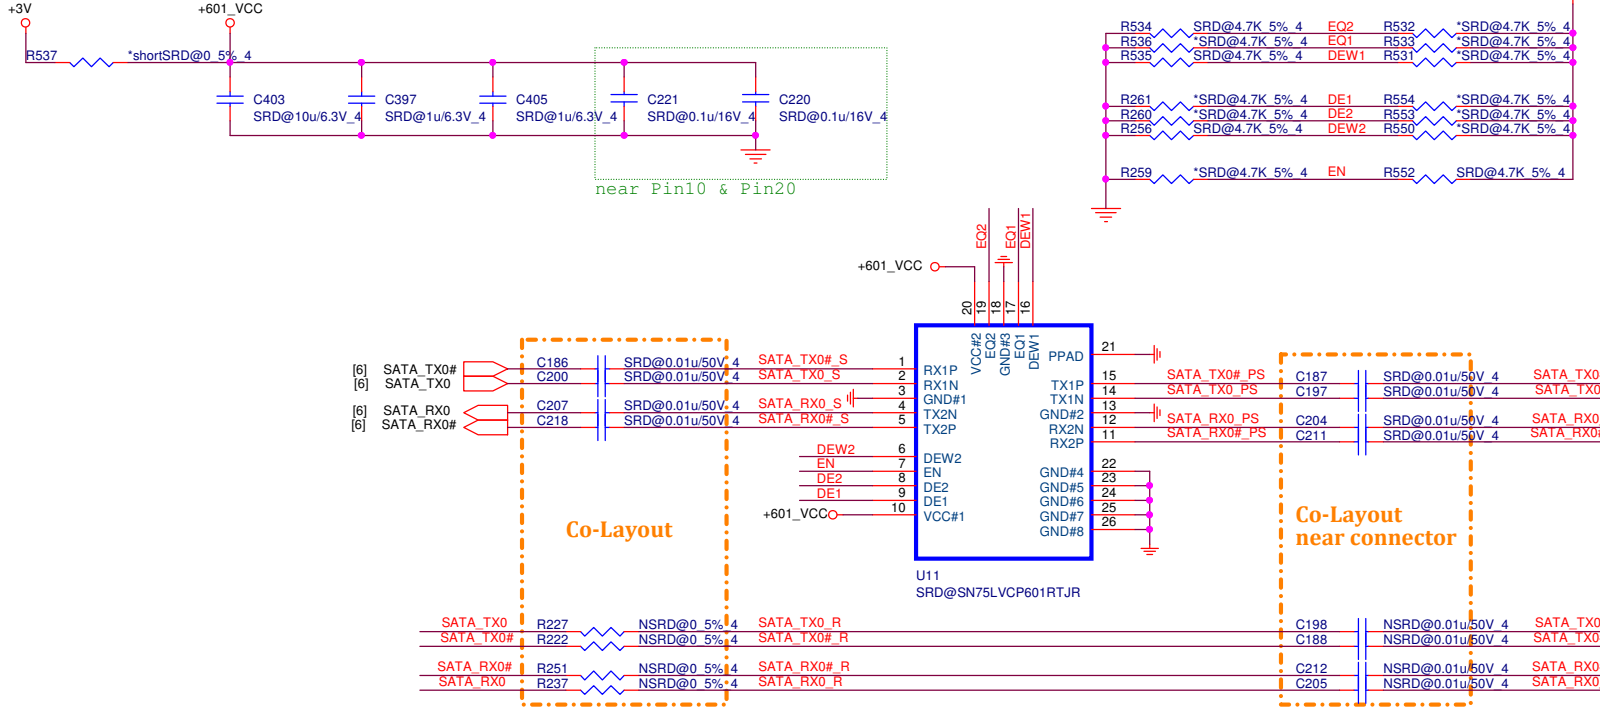 +3V
+601_VCC
R537 *shortSRD@0_5%_4
C403
SRD@10u/6.3V_4
C397
SRD@1u/6.3V_4
C405
SRD@1u/6.3V_4
C221
SRD@0.1u/16V_4
C220
SRD@0.1u/16V_4
near Pin10 & Pin20
R534 SRD@4.7K_5%_4 EQ2 R532 *SRD@4.7K_5%_4
R536 *SRD@4.7K_5%_4 EQ1 R533 *SRD@4.7K_5%_4
R535 *SRD@4.7K_5%_4 DEW1 R531 *SRD@4.7K_5%_4
R261 *SRD@4.7K_5%_4 DE1 R554 *SRD@4.7K_5%_4
R260 *SRD@4.7K_5%_4 DE2 R553 *SRD@4.7K_5%_4
R256 SRD@4.7K_5%_4 DEW2 R550 *SRD@4.7K_5%_4
R259 *SRD@4.7K_5%_4 EN R552 SRD@4.7K_5%_4
EQ2
EQ1
DEW1
+601_VCC
20
19
18
17
16
VCC#2
EQ2
GND#3
EQ1
DEW1
[6] SATA_TX0# C186 SRD@0.01u/50V_4 SATA_TX0#_S 1 RX1P
[6] SATA_TX0 C200 SRD@0.01u/50V_4 SATA_TX0_S 2 RX1N
3 GND#1
[6] SATA_RX0 C207 SRD@0.01u/50V_4 SATA_RX0_S 4 TX2N
[6] SATA_RX0# C218 SRD@0.01u/50V_4 SATA_RX0#_S 5 TX2P
DEW2 6 DEW2
EN 7 EN
DE2 8 DE2
DE1 9 DE1
+601_VCC 10 VCC#1
PPAD 21
TX1P 15 SATA_TX0#_PS C187 SRD@0.01u/50V_4 SATA_TX0
TX1N 14 SATA_TX0_PS C197 SRD@0.01u/50V_4 SATA_TX0
GND#2 13
RX2N 12 SATA_RX0_PS C204 SRD@0.01u/50V_4 SATA_RX0
RX2P 11 SATA_RX0#_PS C211 SRD@0.01u/50V_4 SATA_RX0
GND#4 22
GND#5 23
GND#6 24
GND#7 25
GND#8 26
Co-Layout
Co-Layout
near connector
U11
SRD@SN75LVCP601RTJR
SATA_TX0 R227 NSRD@0_5%_4 SATA_TX0_R C198 NSRD@0.01u/50V_4 SATA_TX0
SATA_TX0# R222 NSRD@0_5%_4 SATA_TX0#_R C188 NSRD@0.01u/50V_4 SATA_TX0
SATA_RX0# R251 NSRD@0_5%_4 SATA_RX0#_R C212 NSRD@0.01u/50V_4 SATA_RX0
SATA_RX0 R237 NSRD@0_5%_4 SATA_RX0_R C205 NSRD@0.01u/50V_4 SATA_RX0